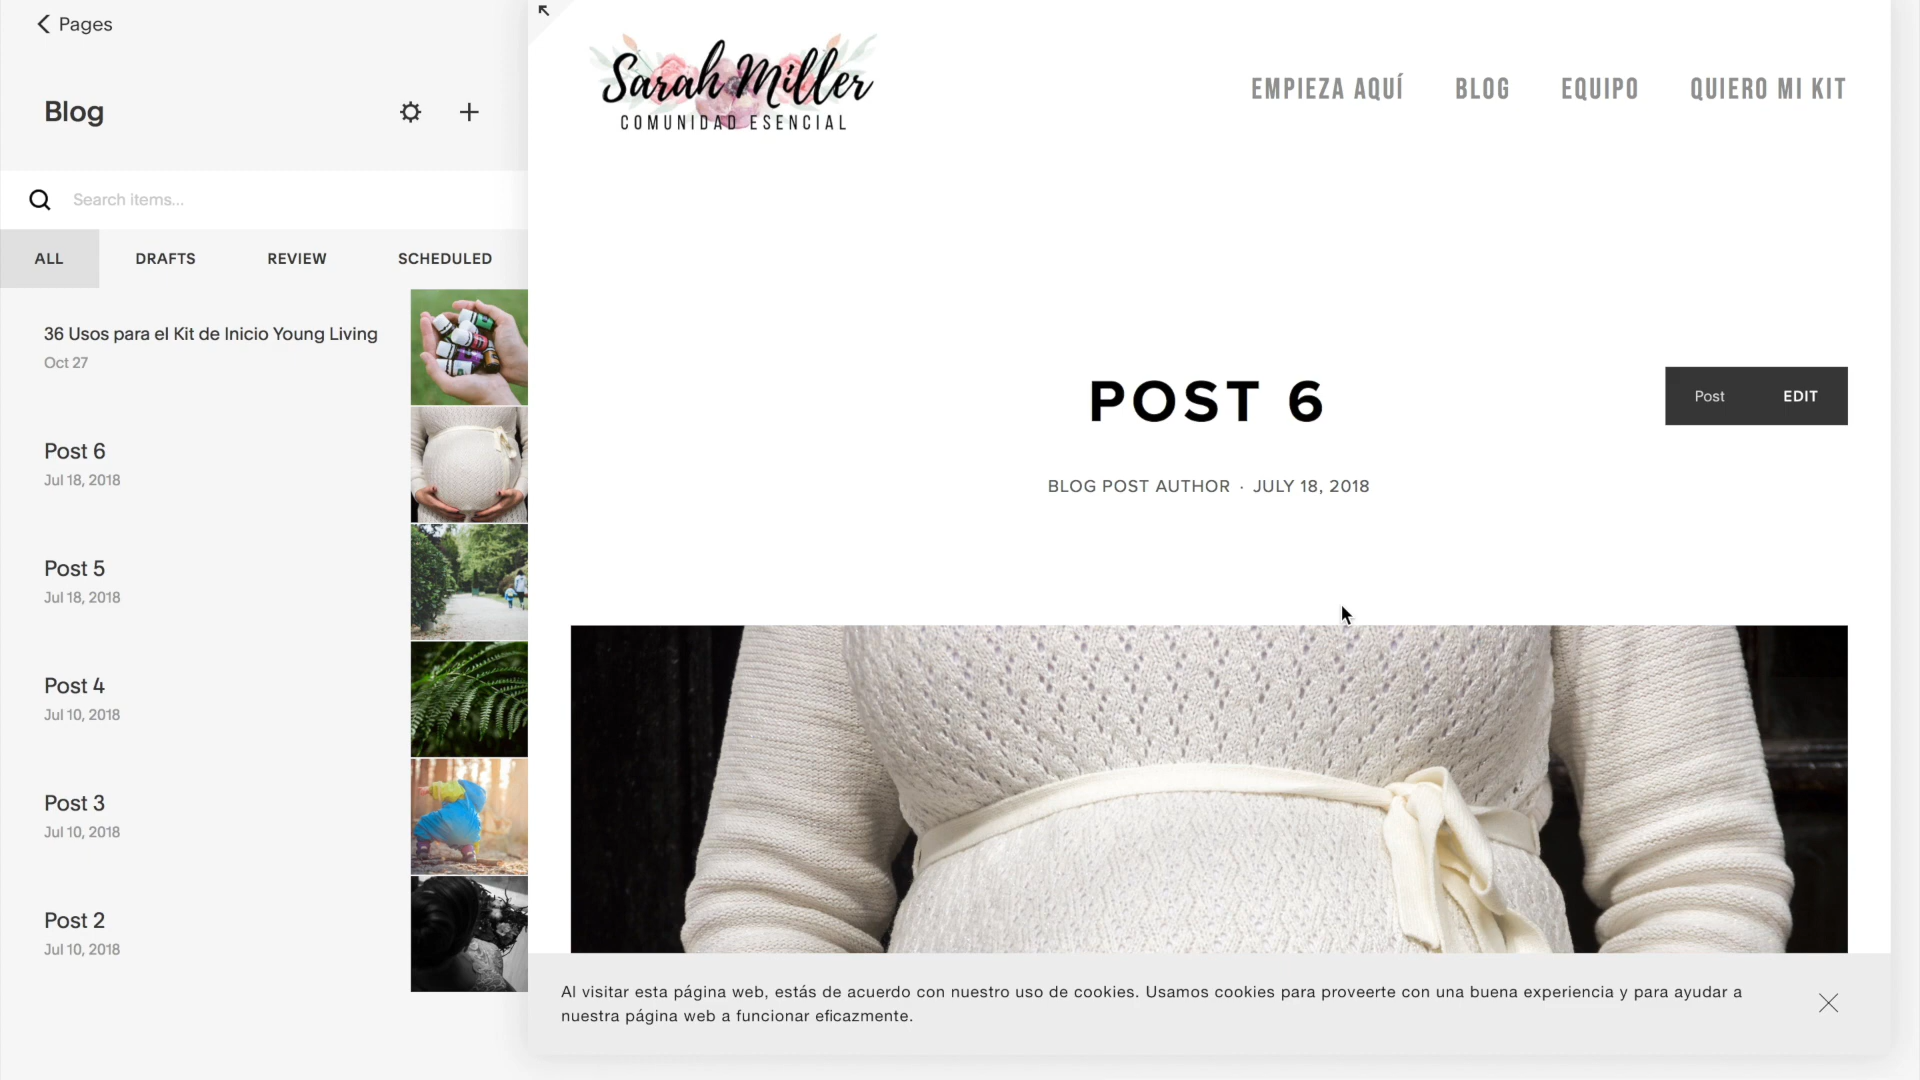 Pages
Blog
Search items...
ALL DRAFTS REVIEW SCHEDULED
36 Usos para el Kit de Inicio Young Living
Oct 27
Post 6
Jul 18, 2018
Post 5
Jul 18, 2018
Post 4
Jul 10, 2018
Post 3
Jul 10, 2018
Post 2
Jul 10, 2018
Sarah Miller
COMUNIDAD ESENCIAL
EMPIEZA AQUÍ BLOG EQUIPO QUIERO MI KIT
POST 6
Post EDIT
BLOG POST AUTHOR · JULY 18, 2018
Al visitar esta página web, estás de acuerdo con nuestro uso de cookies. Usamos cookies para proveerte con una buena experiencia y para ayudar a
nuestra página web a funcionar eficazmente.